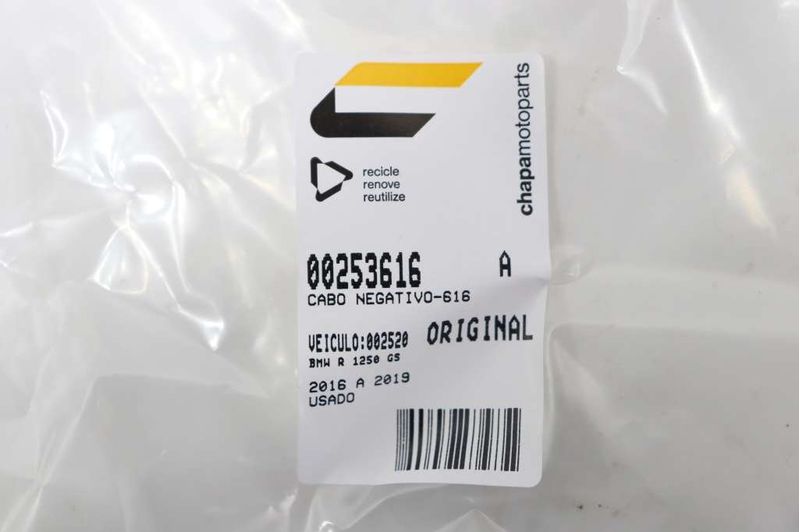 chapamotoparts
recicle
renove
reutilize
00253616 A
CABO NEGATIVO-616
VEICULO:002520 ORIGINAL
BMW R 1250 GS
2016 A 2019
USADO